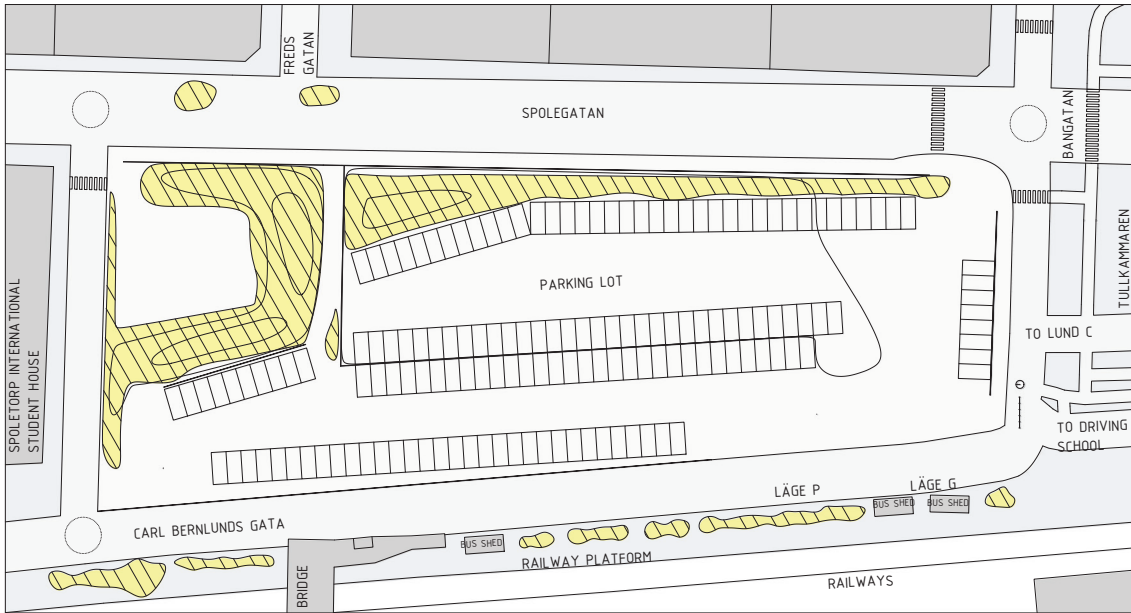 FREDS
GATAN
SPOLEGATAN
BANGATAN
PARKING LOT
TULLKAMMAREN
SPOLETORP INTERNATIONAL
STUDENT HOUSE
TO LUND C
TO DRIVING
SCHOOL
LÄGE P
LÄGE G
BUS SHED
BUS SHED
CARL BERNLUNDS GATA
BUS SHED
RAILWAY PLATFORM
BRIDGE
RAILWAYS